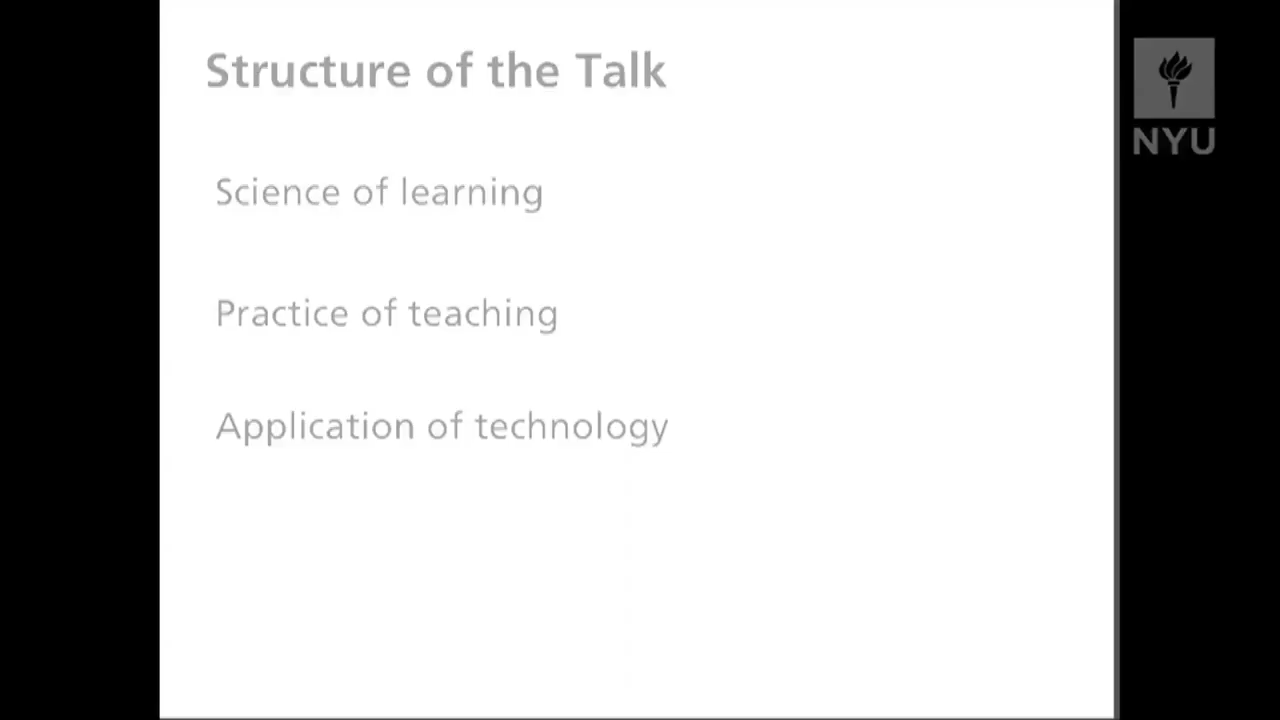 Structure of the Talk
NYU
Science of learning
Practice of teaching
Application of technology